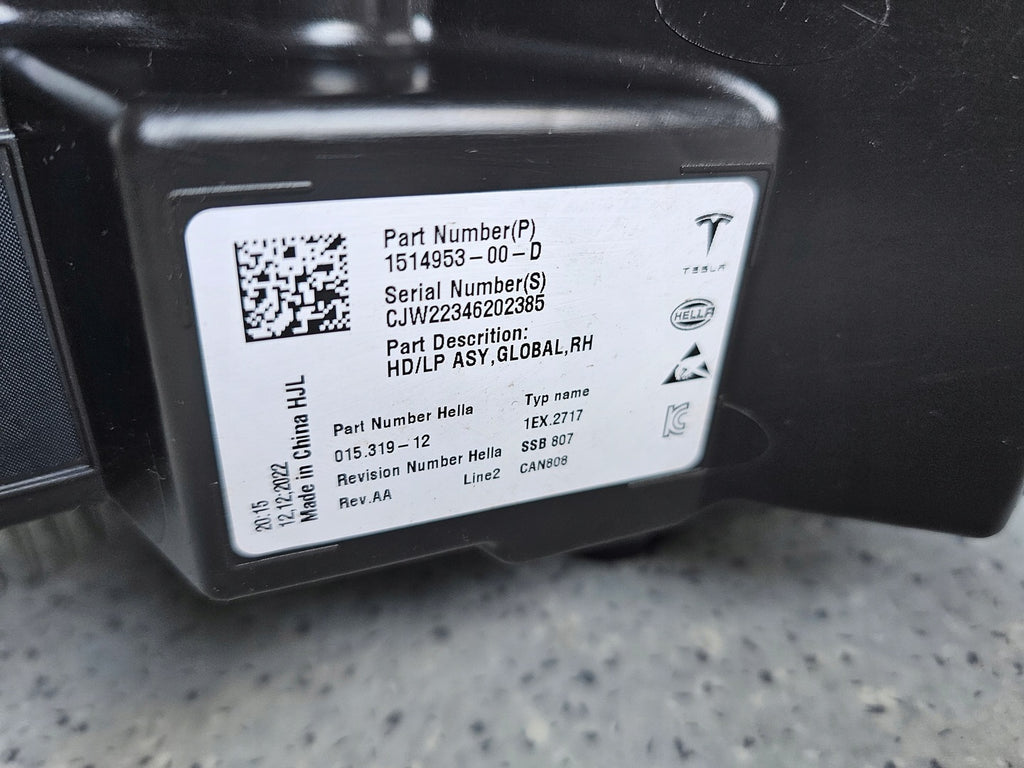 Part Number(P)
1514953-00-D
Serial Number(S)
CJW22346202385
Part Descrition:
HD/LP ASY,GLOBAL,RH
Part Number Hella
015.319-12
Revision Number Hella
Rev.AA
Line2
Typ name
1EX.2717
SSB 807
CAN808
20:15
12,12,2022
Made in China HJL
TESLA
HELLA